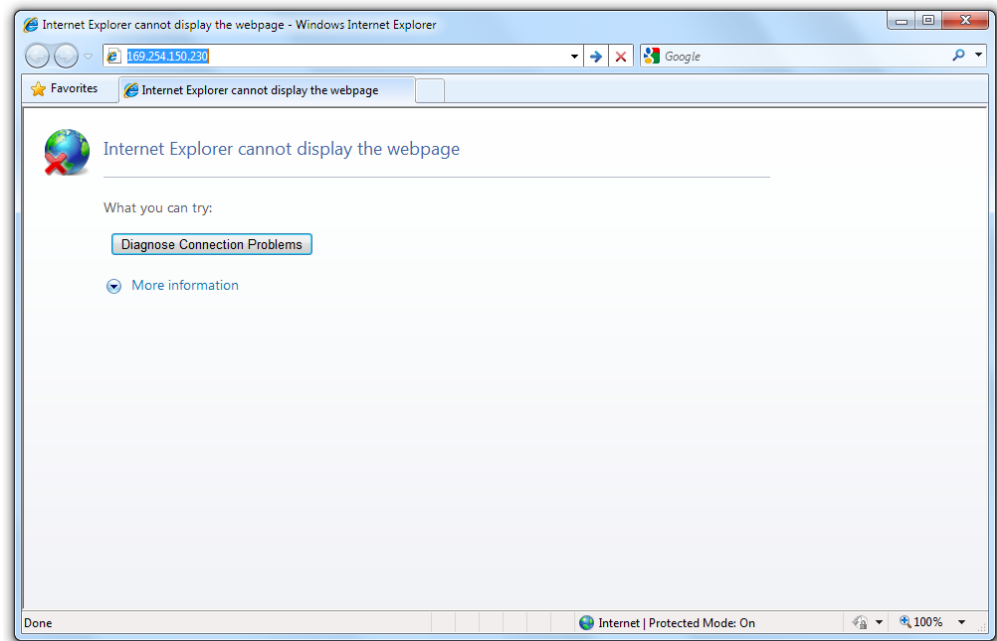 Internet Explorer cannot display the webpage - Windows Internet Explorer
169.254.150.230
Google
Favorites
Internet Explorer cannot display the webpage
Internet Explorer cannot display the webpage
What you can try:
Diagnose Connection Problems
More information
Done
Internet | Protected Mode: On
100%